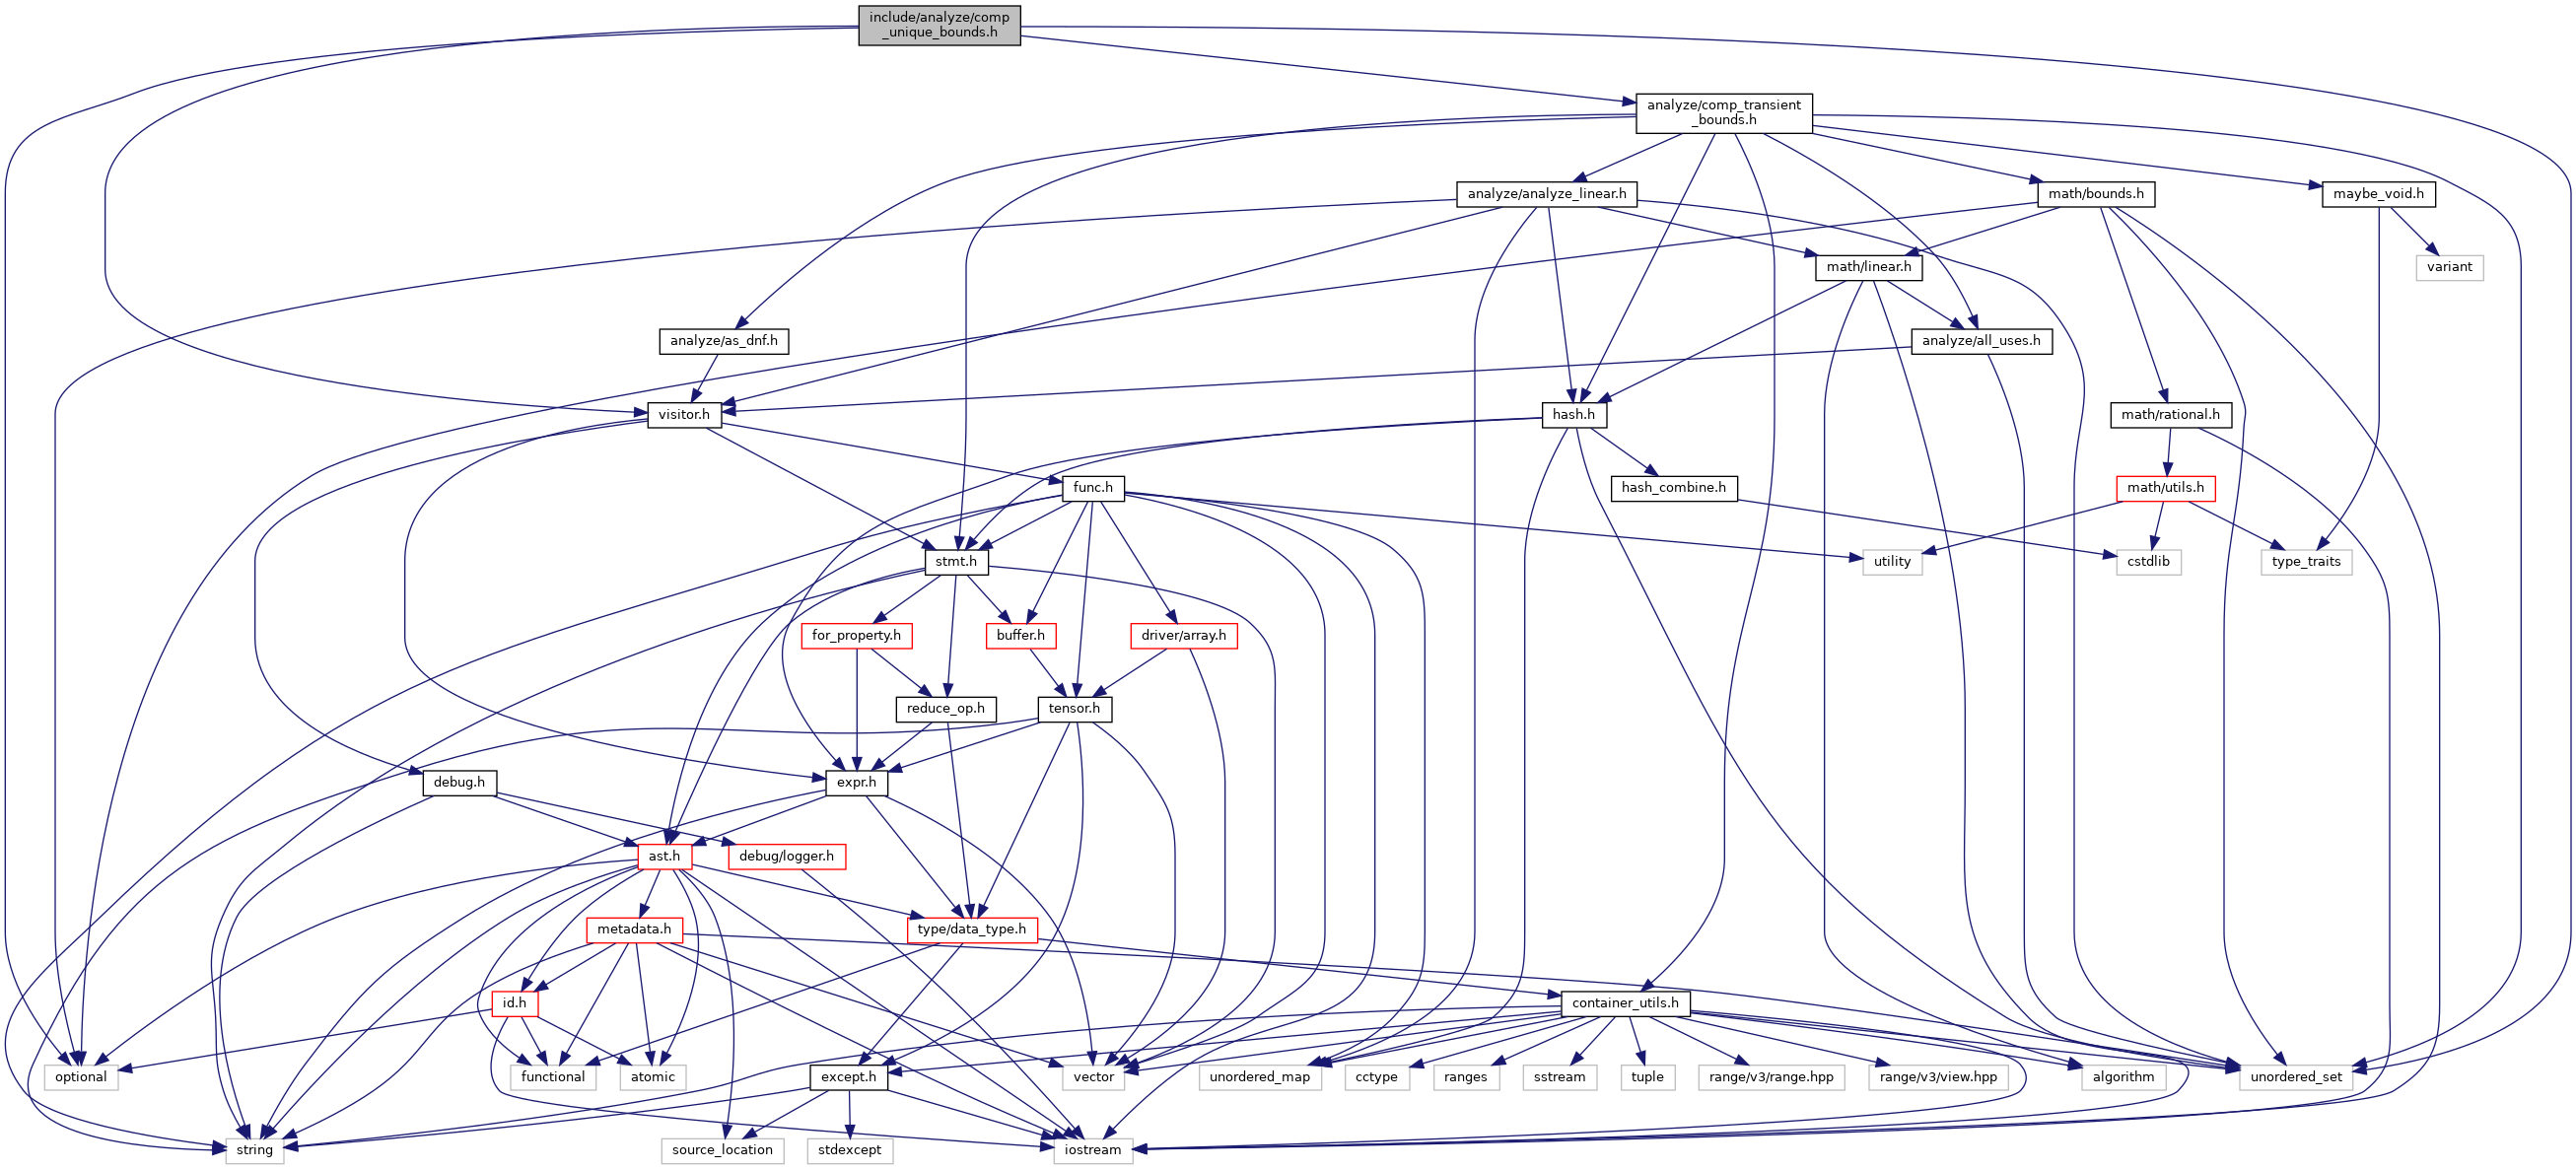 include/analyze/comp
_unique_bounds.h
analyze/comp_transient
_bounds.h
analyze/analyze_linear.h
math/bounds.h
maybe_void.h
math/linear.h
variant
analyze/as_dnf.h
analyze/all_uses.h
visitor.h
hash.h
math/rational.h
func.h
hash_combine.h
math/utils.h
stmt.h
utility
cstdlib
type_traits
for_property.h
buffer.h
driver/array.h
reduce_op.h
tensor.h
debug.h
expr.h
ast.h
debug/logger.h
metadata.h
type/data_type.h
id.h
container_utils.h
optional
functional
atomic
except.h
vector
unordered_map
cctype
ranges
sstream
tuple
range/v3/range.hpp
range/v3/view.hpp
algorithm
unordered_set
string
source_location
stdexcept
iostream